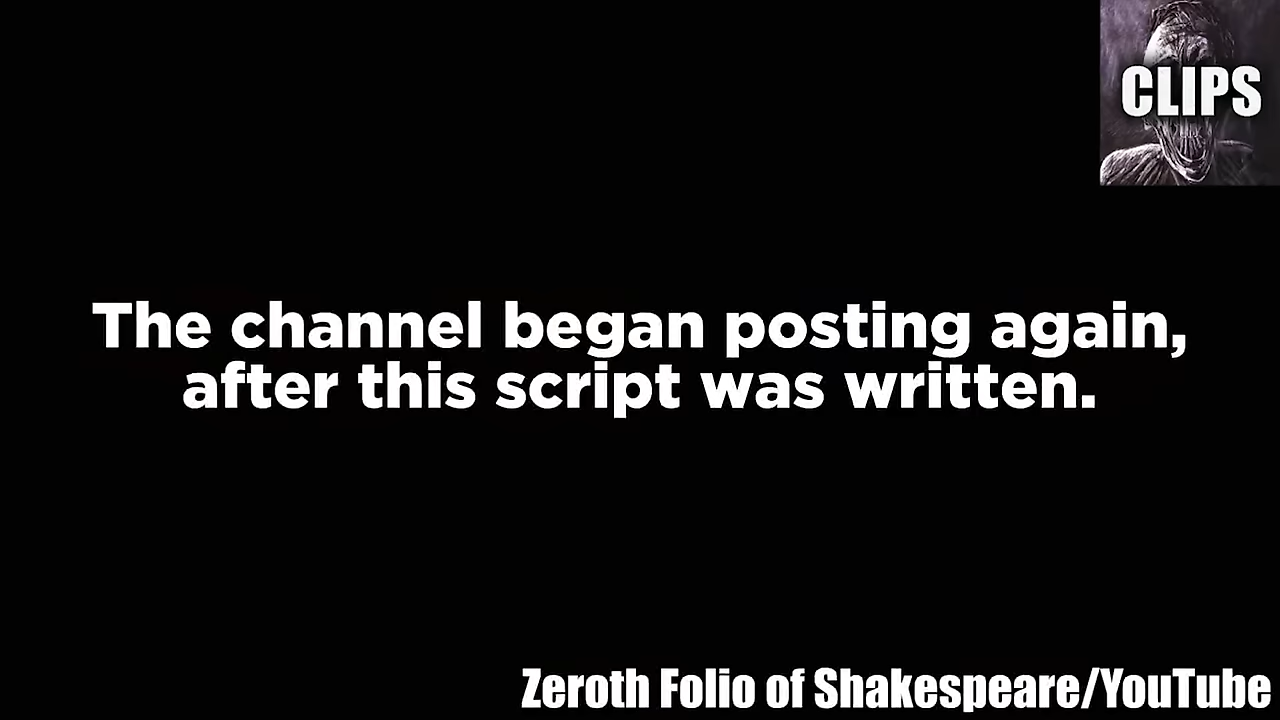 CLIPS
The channel began posting again,
after this script was written.
Zeroth Folio of Shakespeare/YouTube